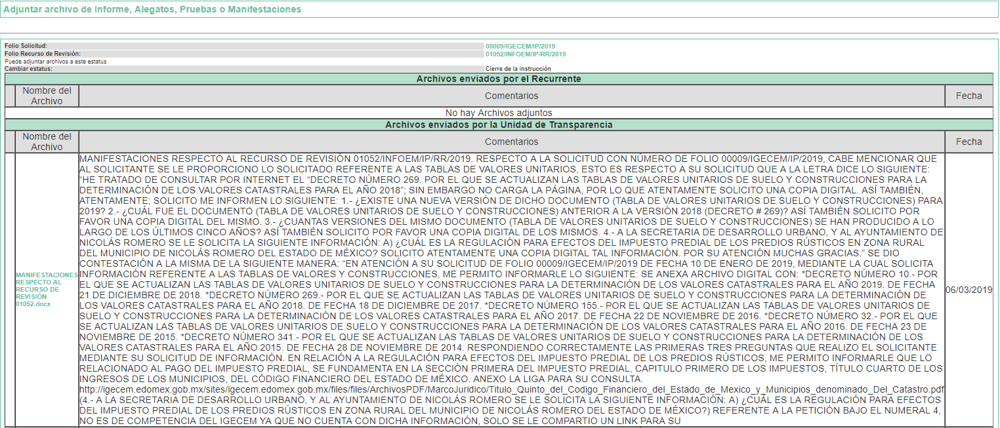 Adjuntar archivo de Informe, Alegatos, Pruebas o Manifestaciones
Folio Solicitud: 00009/IGECEM/IP/2019
Folio Recurso de Revisión: 01052/INFOEM/IP/RR/2019
Puede adjuntar archivos a este estatus
Cambiar estatus: Cierre de la instrucción
Archivos enviados por el Recurrente
Nombre del
Archivo
Comentarios
Fecha
No hay Archivos adjuntos
Archivos enviados por la Unidad de Transparencia
Nombre del
Archivo
Comentarios
Fecha
MANIFESTACIONES
RESPECTO AL
RECURSO DE
REVISIÓN
01052.docx
MANIFESTACIONES RESPECTO AL RECURSO DE REVISIÓN 01052/INFOEM/IP/RR/2019. RESPECTO A LA SOLICITUD CON NÚMERO DE FOLIO 00009/IGECEM/IP/2019, CABE MENCIONAR QUE
AL SOLICITANTE SE LE PROPORCIONO LO SOLICITADO REFERENTE A LAS TABLAS DE VALORES UNITARIOS, ESTO ES RESPECTO A SU SOLICITUD QUE A LA LETRA DICE LO SIGUIENTE:
“HE TRATADO DE CONSULTAR POR INTERNET EL “DECRETO NÚMERO 269. POR EL QUE SE ACTUALIZAN LAS TABLAS DE VALORES UNITARIOS DE SUELO Y CONSTRUCCIONES PARA LA
DETERMINACIÓN DE LOS VALORES CATASTRALES PARA EL AÑO 2018”; SIN EMBARGO NO CARGA LA PÁGINA, POR LO QUE ATENTAMENTE SOLICITO UNA COPIA DIGITAL. ASÍ TAMBIÉN,
ATENTAMENTE; SOLICITO ME INFORMEN LO SIGUIENTE: 1.- ¿EXISTE UNA NUEVA VERSIÓN DE DICHO DOCUMENTO (TABLA DE VALORES UNITARIOS DE SUELO Y CONSTRUCCIONES) PARA
2019? 2.- ¿CUÁL FUE EL DOCUMENTO (TABLA DE VALORES UNITARIOS DE SUELO Y CONSTRUCCIONES) ANTERIOR A LA VERSIÓN 2018 (DECRETO # 269)? ASÍ TAMBIÉN SOLICITO POR
FAVOR UNA COPIA DIGITAL DEL MISMO. 3.- ¿CUANTAS VERSIONES DEL MISMO DOCUMENTO (TABLA DE VALORES UNITARIOS DE SUELO Y CONSTRUCCIONES) SE HAN PRODUCIDO A LO
LARGO DE LOS ÚLTIMOS CINCO AÑOS? ASÍ TAMBIÉN SOLICITO POR FAVOR UNA COPIA DIGITAL DE LOS MISMOS. 4.- A LA SECRETARIA DE DESARROLLO URBANO, Y AL AYUNTAMIENTO DE
NICOLÁS ROMERO SE LE SOLICITA LA SIGUIENTE INFORMACIÓN: A) ¿CUÁL ES LA REGULACIÓN PARA EFECTOS DEL IMPUESTO PREDIAL DE LOS PREDIOS RÚSTICOS EN ZONA RURAL
DEL MUNICIPIO DE NICOLÁS ROMERO DEL ESTADO DE MÉXICO? SOLICITO ATENTAMENTE UNA COPIA DIGITAL TAL INFORMACIÓN. POR SU ATENCIÓN MUCHAS GRACIAS.” SE DIO
CONTESTACIÓN A LA MISMA DE LA SIGUIENTE MANERA: “EN ATENCIÓN A SU SOLICITUD DE FOLIO 00009/IGECEM/IP/2019 DE FECHA 10 DE ENERO DE 2019, MEDIANTE LA CUAL SOLICITA
INFORMACIÓN REFERENTE A LAS TABLAS DE VALORES Y CONSTRUCCIONES, ME PERMITO INFORMARLE LO SIGUIENTE: SE ANEXA ARCHIVO DIGITAL CON: *DECRETO NÚMERO 10.- POR
EL QUE SE ACTUALIZAN LAS TABLAS DE VALORES UNITARIOS DE SUELO Y CONSTRUCCIONES PARA LA DETERMINACIÓN DE LOS VALORES CATASTRALES PARA EL AÑO 2019. DE FECHA
21 DE DICIEMBRE DE 2018. *DECRETO NÚMERO 269.- POR EL QUE SE ACTUALIZAN LAS TABLAS DE VALORES UNITARIOS DE SUELO Y CONSTRUCCIONES PARA LA DETERMINACIÓN DE
LOS VALORES CATASTRALES PARA EL AÑO 2018. DE FECHA 18 DE DICIEMBRE DE 2017. *DECRETO NÚMERO 155.- POR EL QUE SE ACTUALIZAN LAS TABLAS DE VALORES UNITARIOS DE
SUELO Y CONSTRUCCIONES PARA LA DETERMINACIÓN DE LOS VALORES CATASTRALES PARA EL AÑO 2017. DE FECHA 22 DE NOVIEMBRE DE 2016. *DECRETO NÚMERO 32.- POR EL QUE
SE ACTUALIZAN LAS TABLAS DE VALORES UNITARIOS DE SUELO Y CONSTRUCCIONES PARA LA DETERMINACIÓN DE LOS VALORES CATASTRALES PARA EL AÑO 2016. DE FECHA 23 DE
NOVIEMBRE DE 2015. *DECRETO NÚMERO 341.- POR EL QUE SE ACTUALIZAN LAS TABLAS DE VALORES UNITARIOS DE SUELO Y CONSTRUCCIONES PARA LA DETERMINACIÓN DE LOS
VALORES CATASTRALES PARA EL AÑO 2015. DE FECHA 28 DE NOVIEMBRE DE 2014. RESPONDIENDO CORRECTAMENTE LAS PRIMERAS TRES PREGUNTAS QUE REALIZO EL SOLICITANTE
MEDIANTE SU SOLICITUD DE INFORMACIÓN. EN RELACIÓN A LA REGULACIÓN PARA EFECTOS DEL IMPUESTO PREDIAL DE LOS PREDIOS RÚSTICOS, ME PERMITO INFORMARLE QUE LO
RELACIONADO AL PAGO DEL IMPUESTO PREDIAL, SE FUNDAMENTA EN LA SECCIÓN PRIMERA DEL IMPUESTO PREDIAL, CAPITULO PRIMERO DE LOS IMPUESTOS, TÍTULO CUARTO DE LOS
INGRESOS DE LOS MUNICIPIOS, DEL CÓDIGO FINANCIERO DEL ESTADO DE MÉXICO. ANEXO LA LIGA PARA SU CONSULTA.
http://igecem.edomex.gob.mx/sites/igecem.edomex.gob.mx/files/files/ArchivosPDF/MarcoJuridico/Titulo_Quinto_del_Codigo_Financiero_del_Estado_de_Mexico_y_Municipios_denominado_Del_Catastro.pdf
(4.- A LA SECRETARIA DE DESARROLLO URBANO, Y AL AYUNTAMIENTO DE NICOLÁS ROMERO SE LE SOLICITA LA SIGUIENTE INFORMACIÓN: A) ¿CUÁL ES LA REGULACIÓN PARA EFECTOS
DEL IMPUESTO PREDIAL DE LOS PREDIOS RÚSTICOS EN ZONA RURAL DEL MUNICIPIO DE NICOLÁS ROMERO DEL ESTADO DE MÉXICO?) REFERENTE A LA PETICIÓN BAJO EL NUMERAL 4,
NO ES DE COMPETENCIA DEL IGECEM YA QUE NO CUENTA CON DICHA INFORMACIÓN, SOLO SE LE COMPARTIO UN LINK PARA SU
06/03/2019